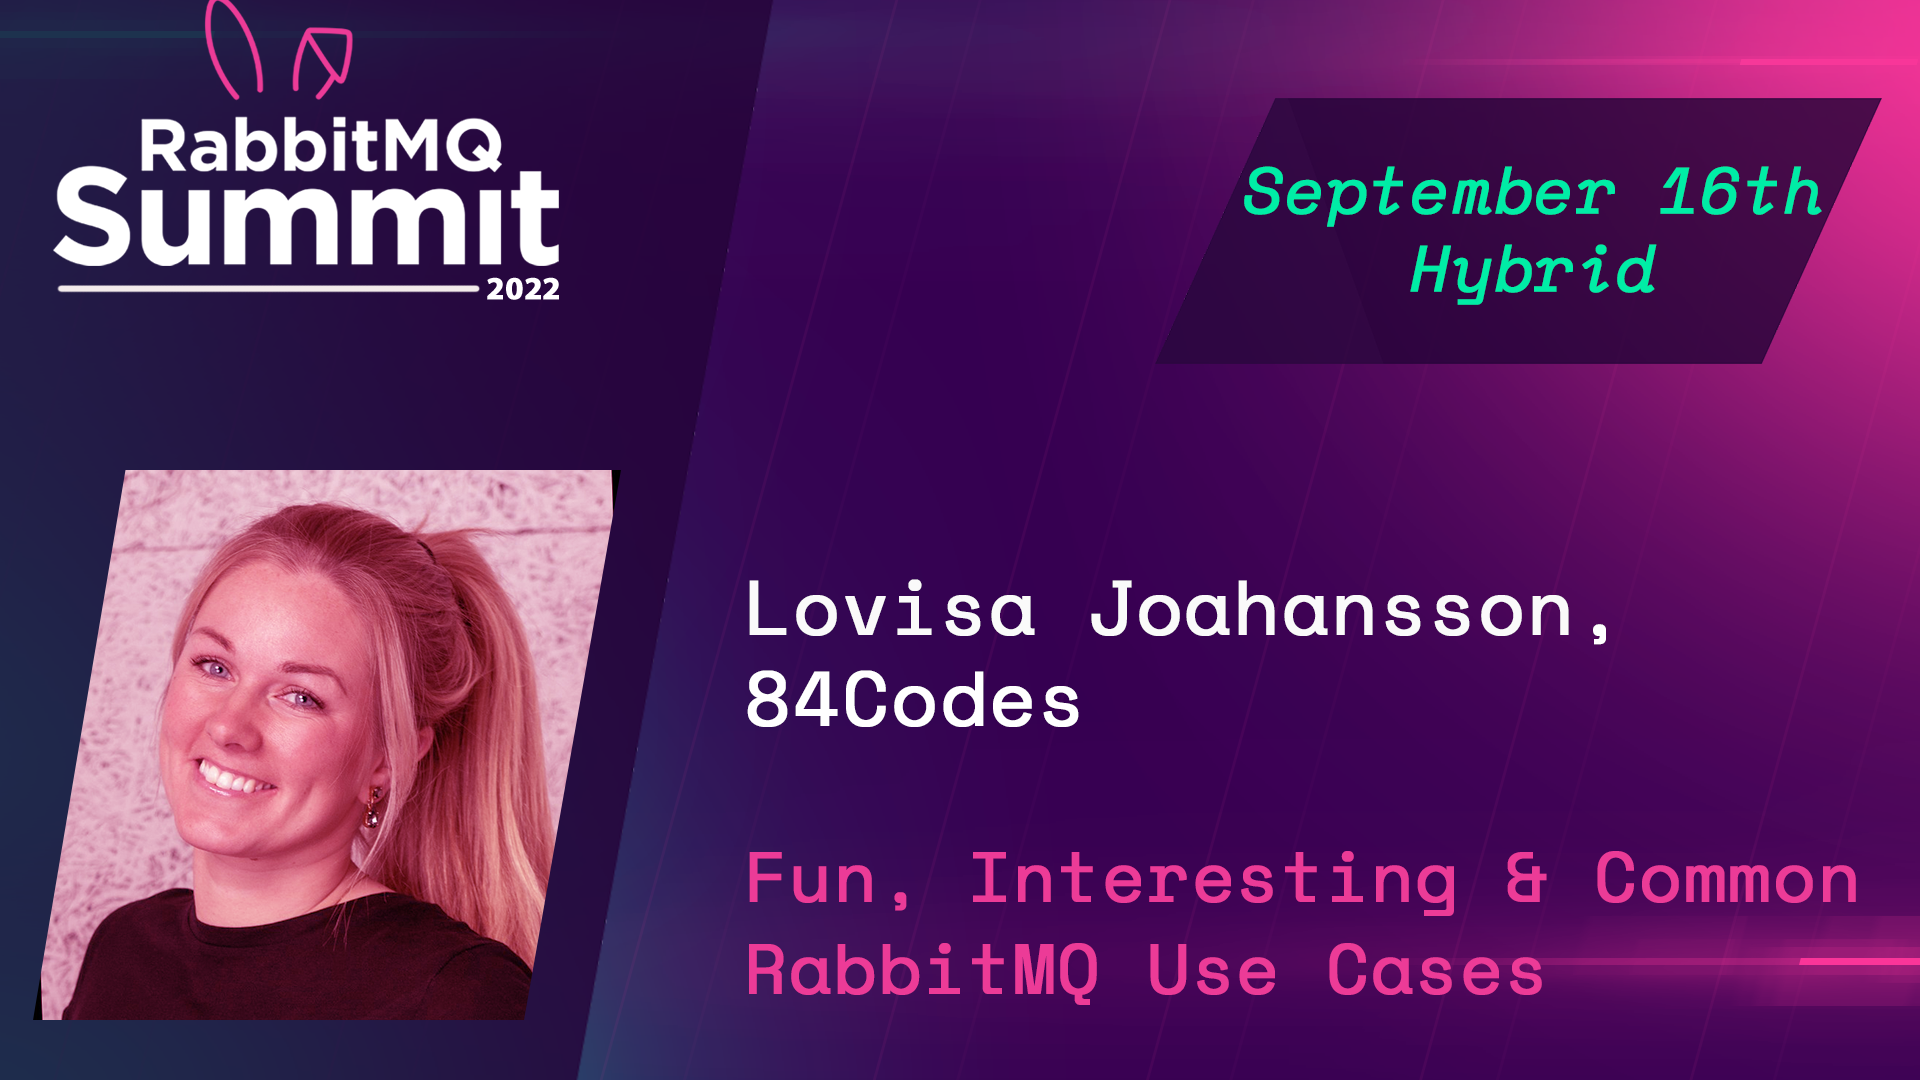 RabbitMQ
Summit
2022
September 16th
Hybrid
Lovisa Joahansson,
84Codes
Fun, Interesting & Common
RabbitMQ Use Cases